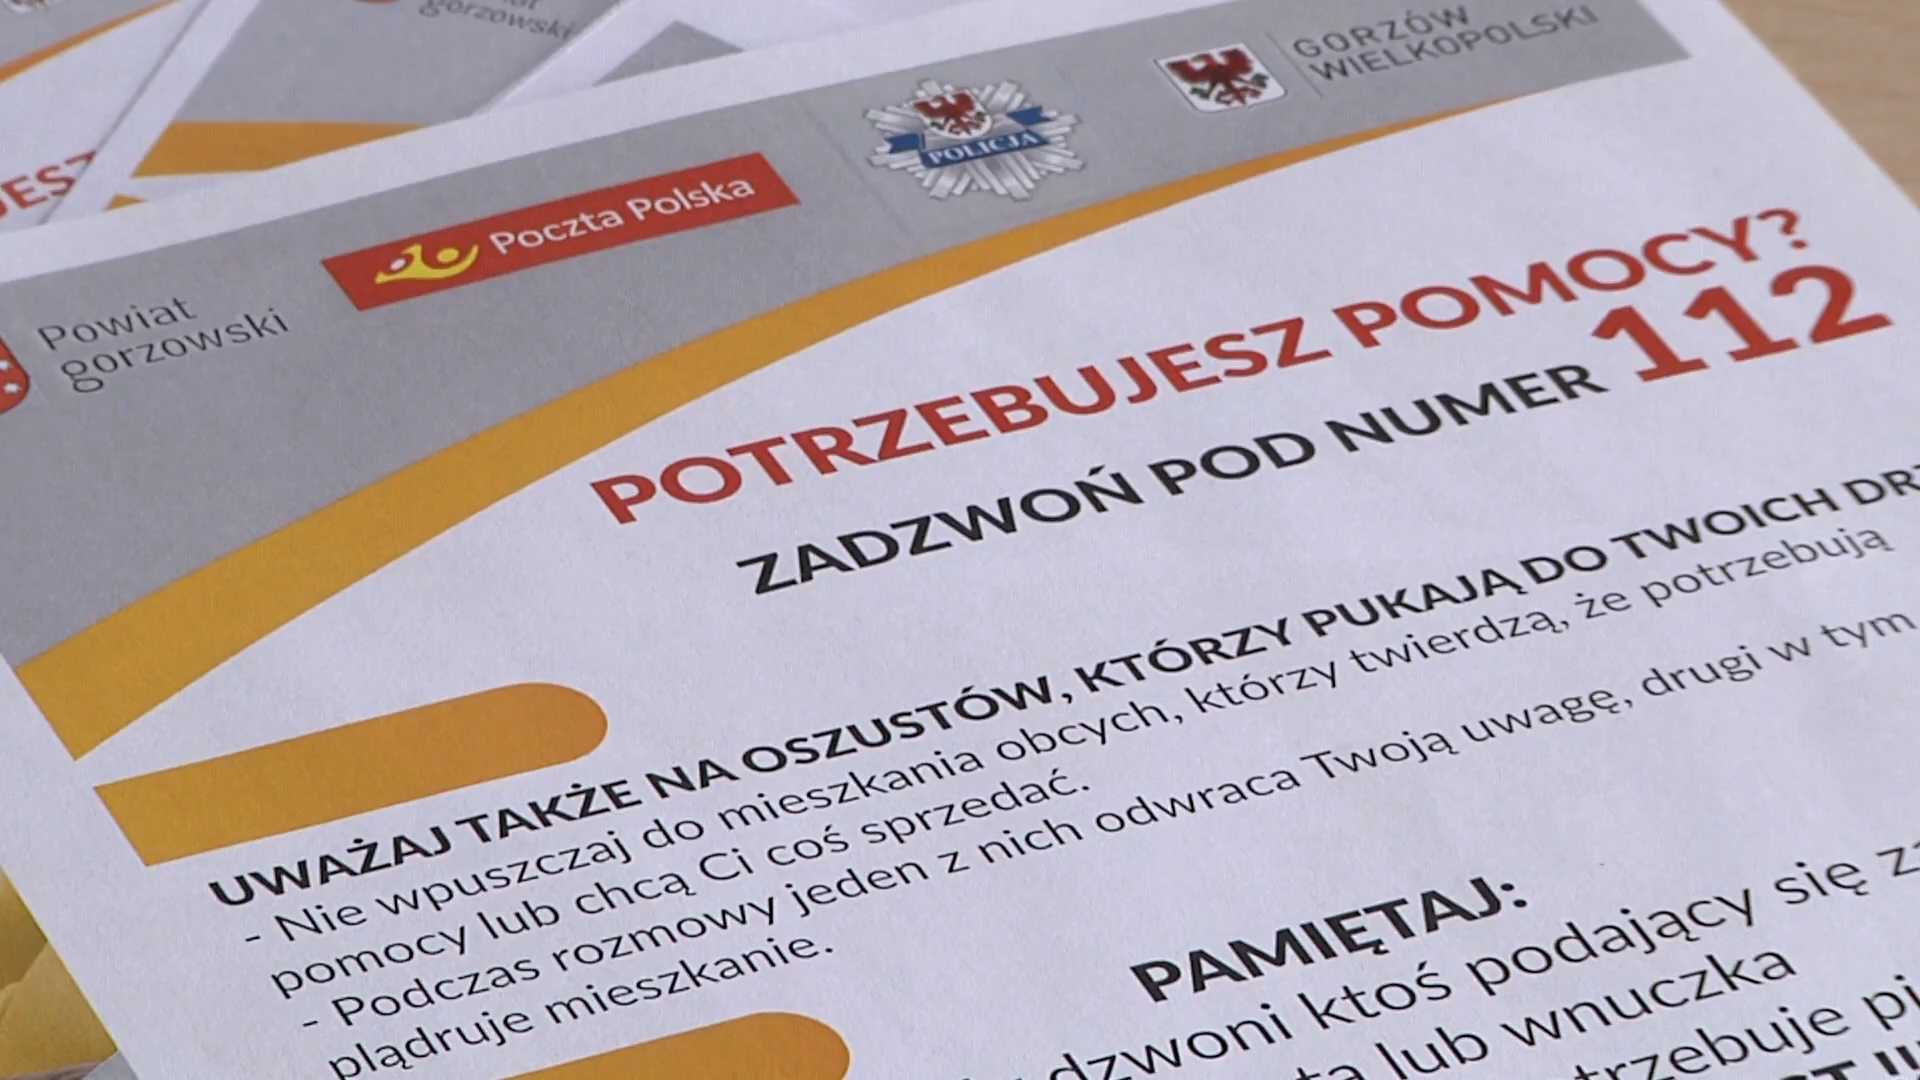 gorzowski
GORZÓW
WIELKOPOLSKI
POLICJA
Poczta Polska
Powiat
gorzowski
POTRZEBUJESZ POMOCY?
ZADZWOŃ POD NUMER 112
UWAŻAJ TAKŻE NA OSZUSTÓW, KTÓRZY PUKAJĄ DO TWOICH
- Nie wpuszczaj do mieszkania obcych, którzy twierdzą, że potrzebują
pomocy lub chcą Ci coś sprzedać.
- Podczas rozmowy jeden z nich odwraca Twoją uwagę, drugi w tym
plądruje mieszkanie.
PAMIĘTAJ:
dzwoni ktoś podający się
lub wnuczka